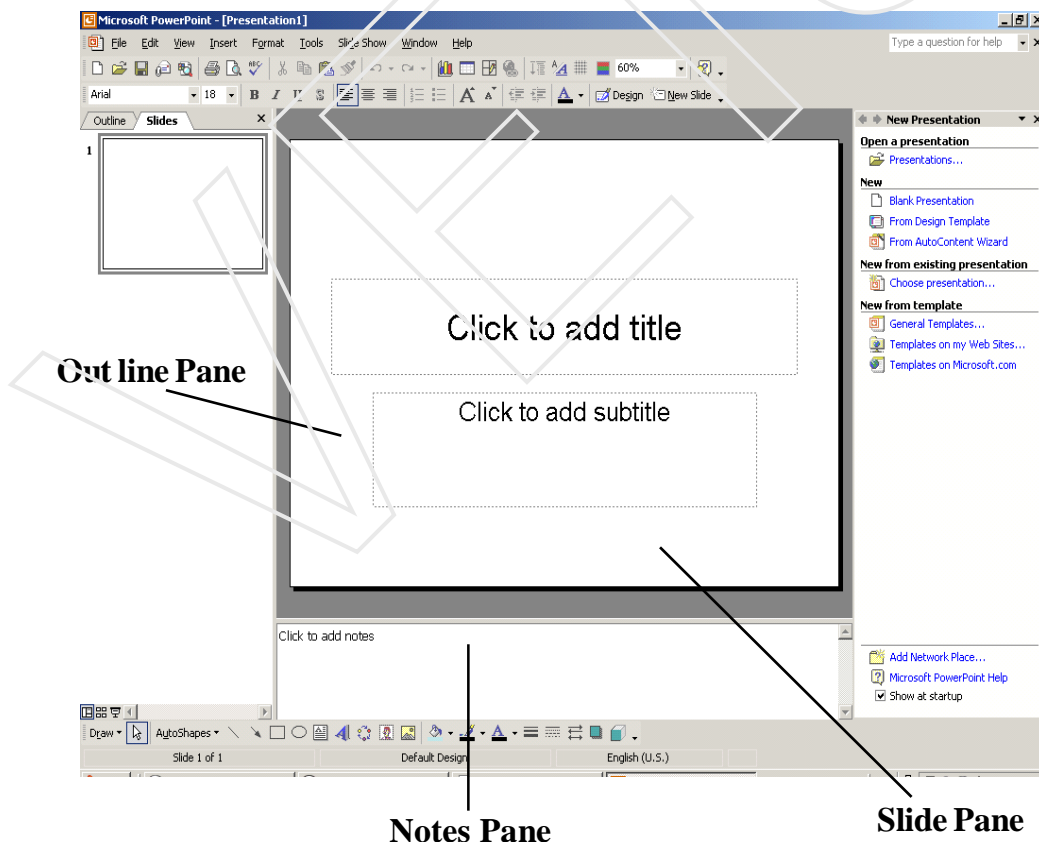 Microsoft PowerPoint - [Presentation1]
File Edit View Insert Format Tools Slide Show Window Help
Type a question for help
60%
Arial 18 B I U S A A A Design New Slide
Outline Slides
New Presentation
1
Open a presentation
Presentations...
New
Blank Presentation
From Design Template
From AutoContent Wizard
New from existing presentation
Choose presentation...
New from template
General Templates...
Templates on my Web Sites...
Templates on Microsoft.com
Click to add title
Out line Pane
Click to add subtitle
Click to add notes
Add Network Place...
Microsoft PowerPoint Help
Show at startup
Draw AutoShapes
Slide 1 of 1 Default Design English (U.S.)
Notes Pane
Slide Pane